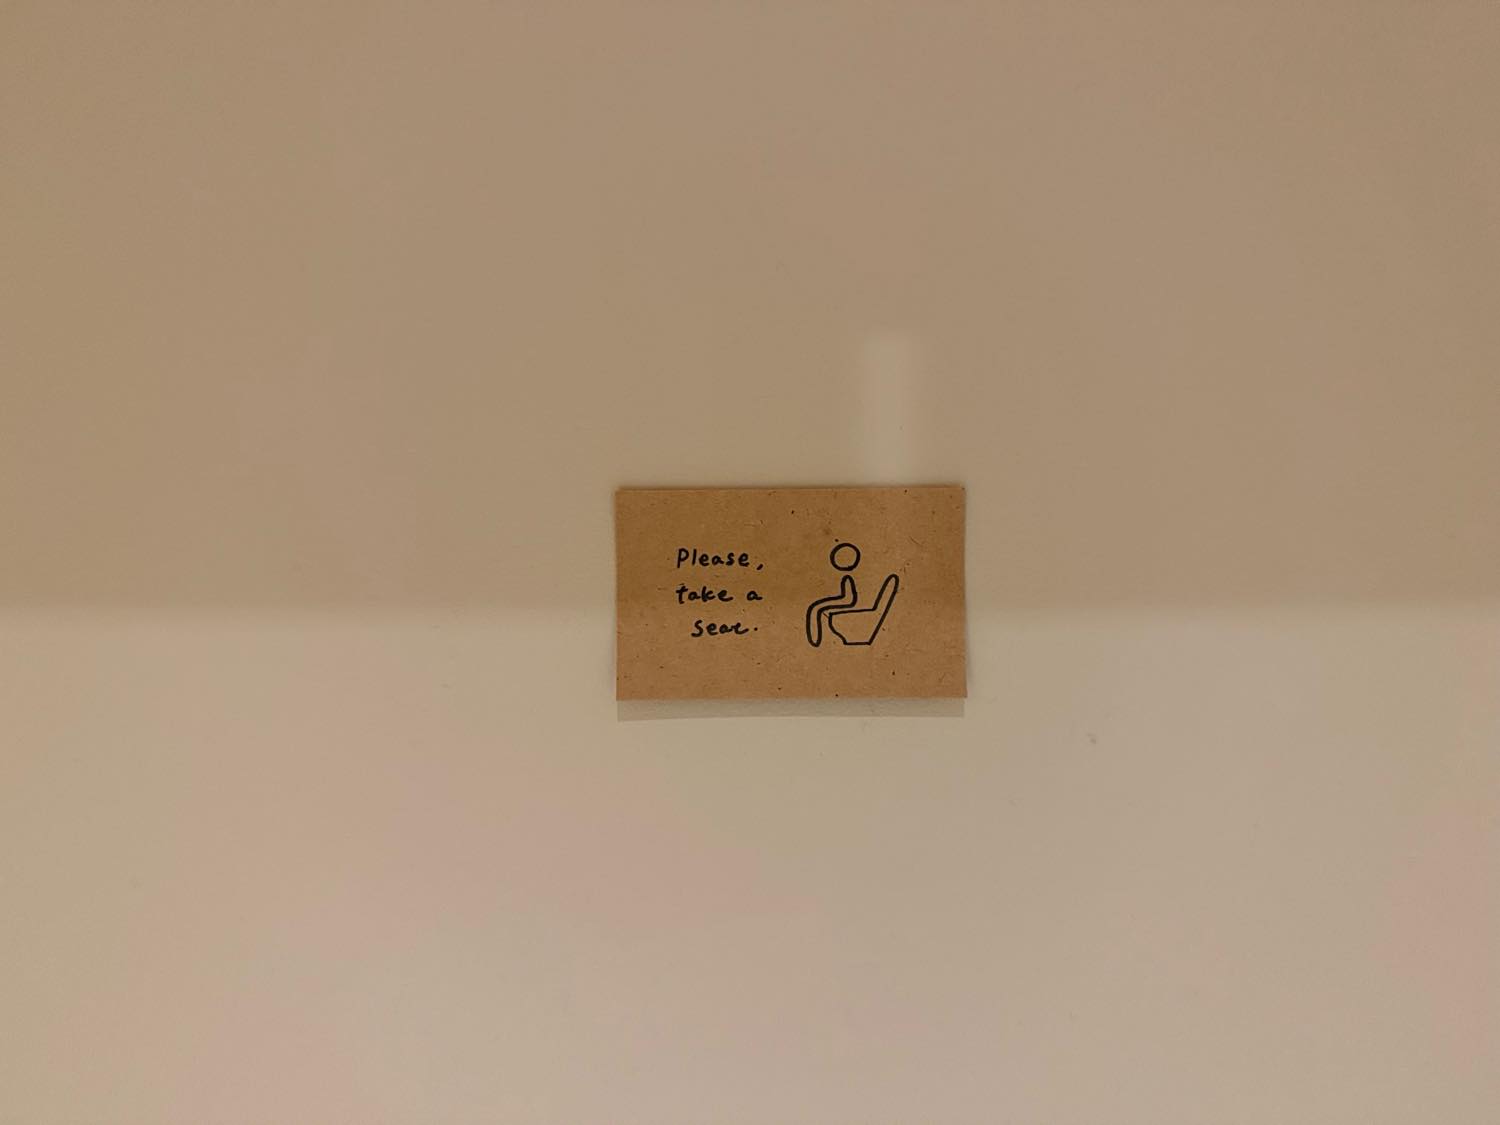 Please,
take a
seat.